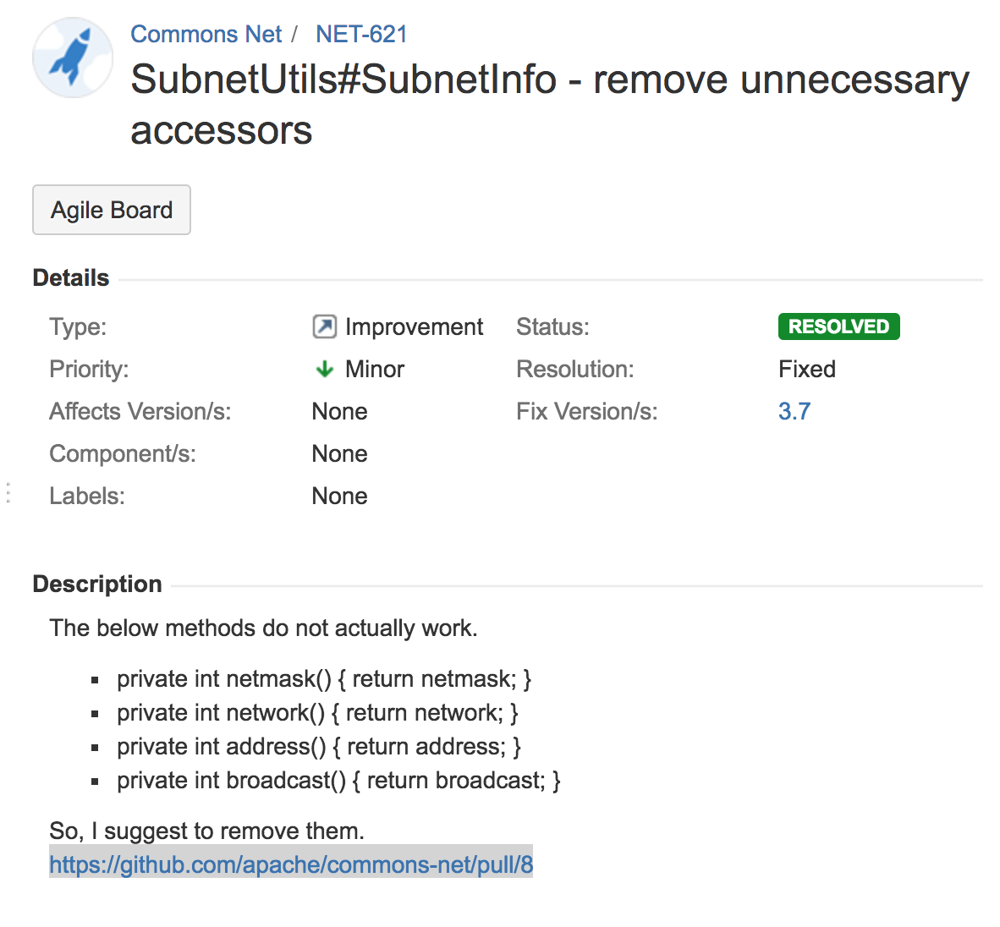 Commons Net / NET-621
SubnetUtils#SubnetInfo - remove unnecessary
accessors
Agile Board
Details
Type: Improvement Status: RESOLVED
Priority: Minor Resolution: Fixed
Affects Version/s: None Fix Version/s: 3.7
Component/s: None
Labels: None
Description
The below methods do not actually work.
▪ private int netmask() { return netmask; }
▪ private int network() { return network; }
▪ private int address() { return address; }
▪ private int broadcast() { return broadcast; }
So, I suggest to remove them.
https://github.com/apache/commons-net/pull/8